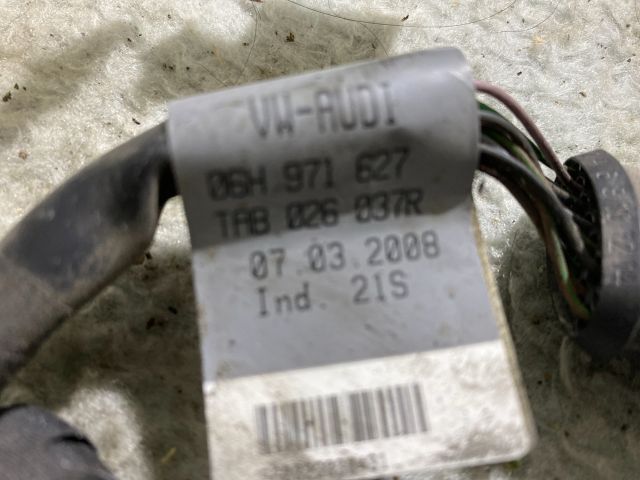 VW-AUDI
06H 971 627
TAB 026 037R
07.03.2008
Ind. 21S